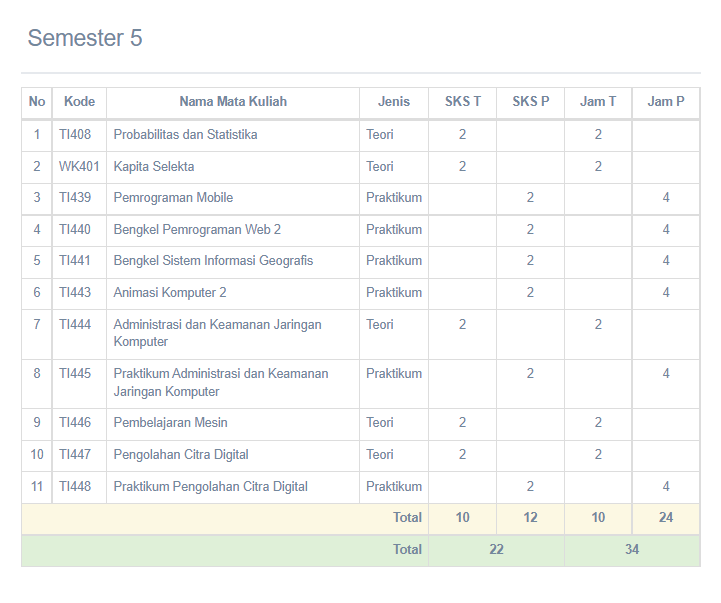 Semester 5
No Kode Nama Mata Kuliah Jenis SKS T SKS P Jam T Jam P
1 TI408 Probabilitas dan Statistika Teori 2 2
2 WK401 Kapita Selekta Teori 2 2
3 TI439 Pemrograman Mobile Praktikum 2 4
4 TI440 Bengkel Pemrograman Web 2 Praktikum 2 4
5 TI441 Bengkel Sistem Informasi Geografis Praktikum 2 4
6 TI443 Animasi Komputer 2 Praktikum 2 4
7 TI444 Administrasi dan Keamanan Jaringan Teori 2 2
Komputer
8 TI445 Praktikum Administrasi dan Keamanan Praktikum 2 4
Jaringan Komputer
9 TI446 Pembelajaran Mesin Teori 2 2
10 TI447 Pengolahan Citra Digital Teori 2 2
11 TI448 Praktikum Pengolahan Citra Digital Praktikum 2 4
Total 10 12 10 24
Total 22 34